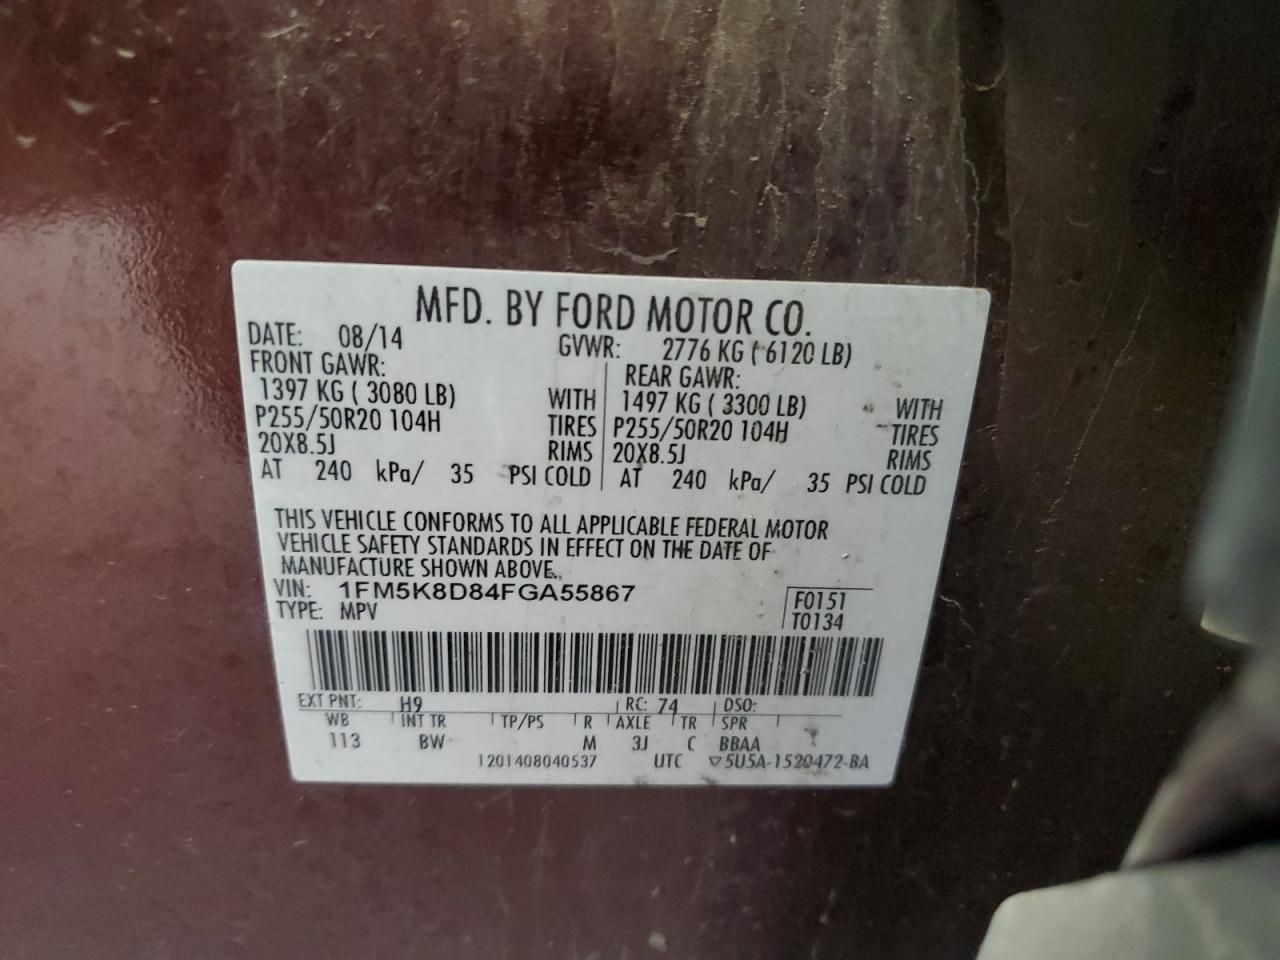 MFD. BY FORD MOTOR CO.
DATE: 08/14 GVWR: 2776 KG ( 6120 LB)
FRONT GAWR: REAR GAWR:
1397 KG ( 3080 LB) WITH 1497 KG ( 3300 LB) WITH
P255/50R20 104H TIRES P255/50R20 104H TIRES
20X8.5J RIMS 20X8.5J RIMS
AT 240 kPa/ 35 PSI COLD AT 240 kPa/ 35 PSI COLD
THIS VEHICLE CONFORMS TO ALL APPLICABLE FEDERAL MOTOR
VEHICLE SAFETY STANDARDS IN EFFECT ON THE DATE OF
MANUFACTURE SHOWN ABOVE.
VIN: 1FM5K8D84FGA55867 F0151
TYPE: MPV T0134
EXT PNT: H9 RC: 74 DSO:
WB INT TR TP/PS R AXLE TR SPR
113 BW M 3J C BBAA
1201408040537 UTC ▽5U5A-1520472-BA